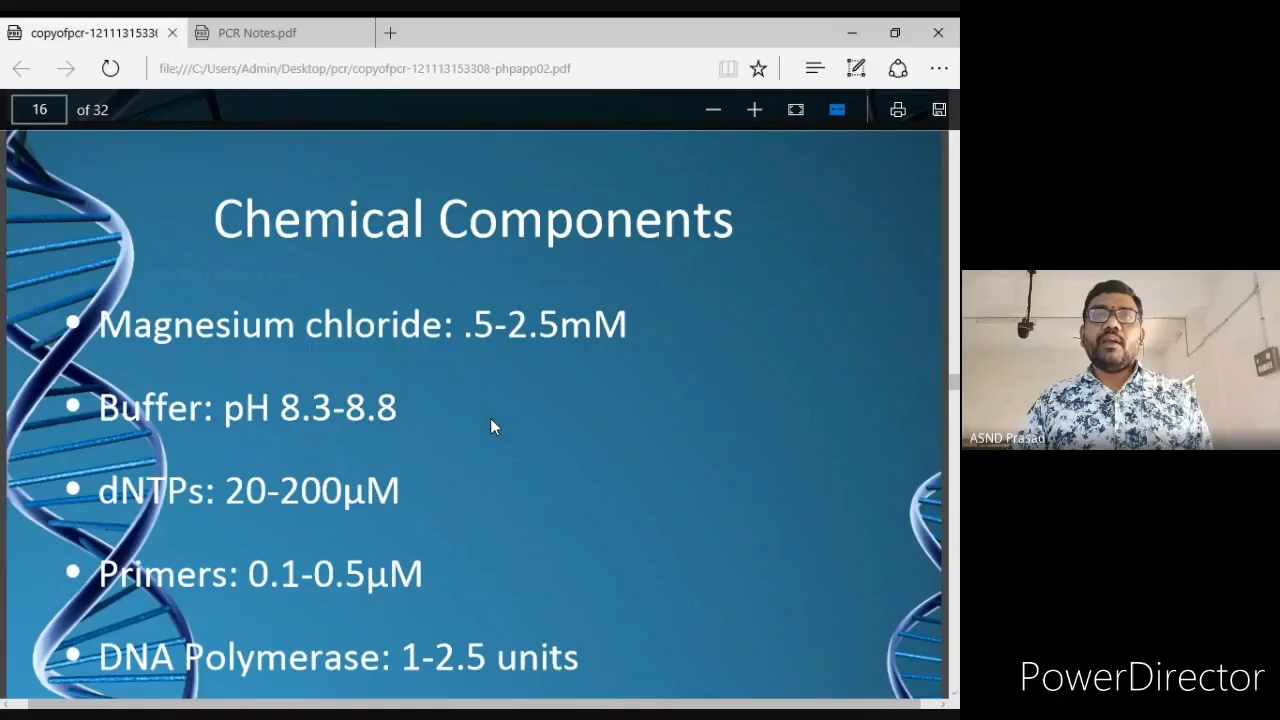 copyofpcr-1211131533
PCR Notes.pdf
file:///C:/Users/Admin/Desktop/pcr/copyofpcr-121113153308-phpapp02.pdf
16 of 32
Chemical Components
• Magnesium chloride: .5-2.5mM
• Buffer: pH 8.3-8.8
• dNTPs: 20-200µM
• Primers: 0.1-0.5µM
• DNA Polymerase: 1-2.5 units
ASND Prasad
PowerDirector